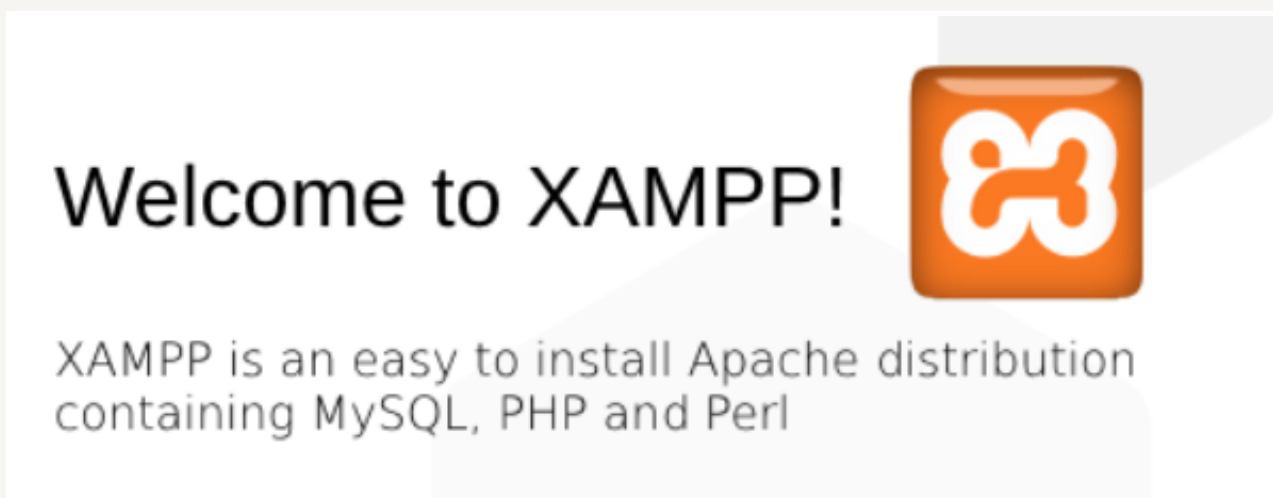 Welcome to XAMPP!
XAMPP is an easy to install Apache distribution
containing MySQL, PHP and Perl